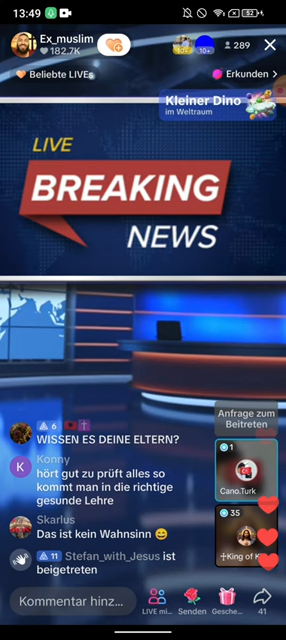 13:49
Ex_muslim
182.7K
10+
289
Beliebte LIVEs
Erkunden
Kleiner Dino
im Weltraum
LIVE
BREAKING
NEWS
6
WISSEN ES DEINE ELTERN?
K
Konny
hört gut zu prüft alles so
kommt man in die richtige
gesunde Lehre
Skarlus
Das ist kein Wahnsinn
11 Stefan_with_Jesus ist
beigetreten
Anfrage zum
Beitreten
1
Cano.Turk
35
Kommentar hinz...
LIVE mi...
Senden
Gesche...
41